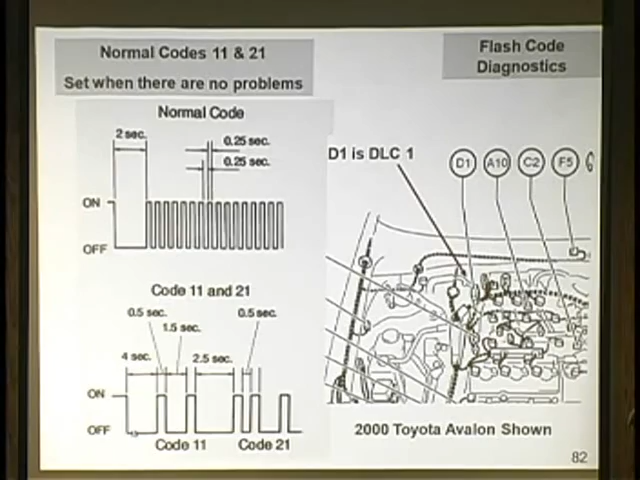 Normal Codes 11 & 21
Set when there are no problems
Flash Code
Diagnostics
Normal Code
2 sec.
0.25 sec.
0.25 sec.
ON
OFF
Code 11 and 21
0.5 sec.
0.5 sec.
1.5 sec.
4 sec.
2.5 sec.
ON
OFF
Code 11
Code 21
D1 is DLC 1
D1
A10
C2
F5
2000 Toyota Avalon Shown
82